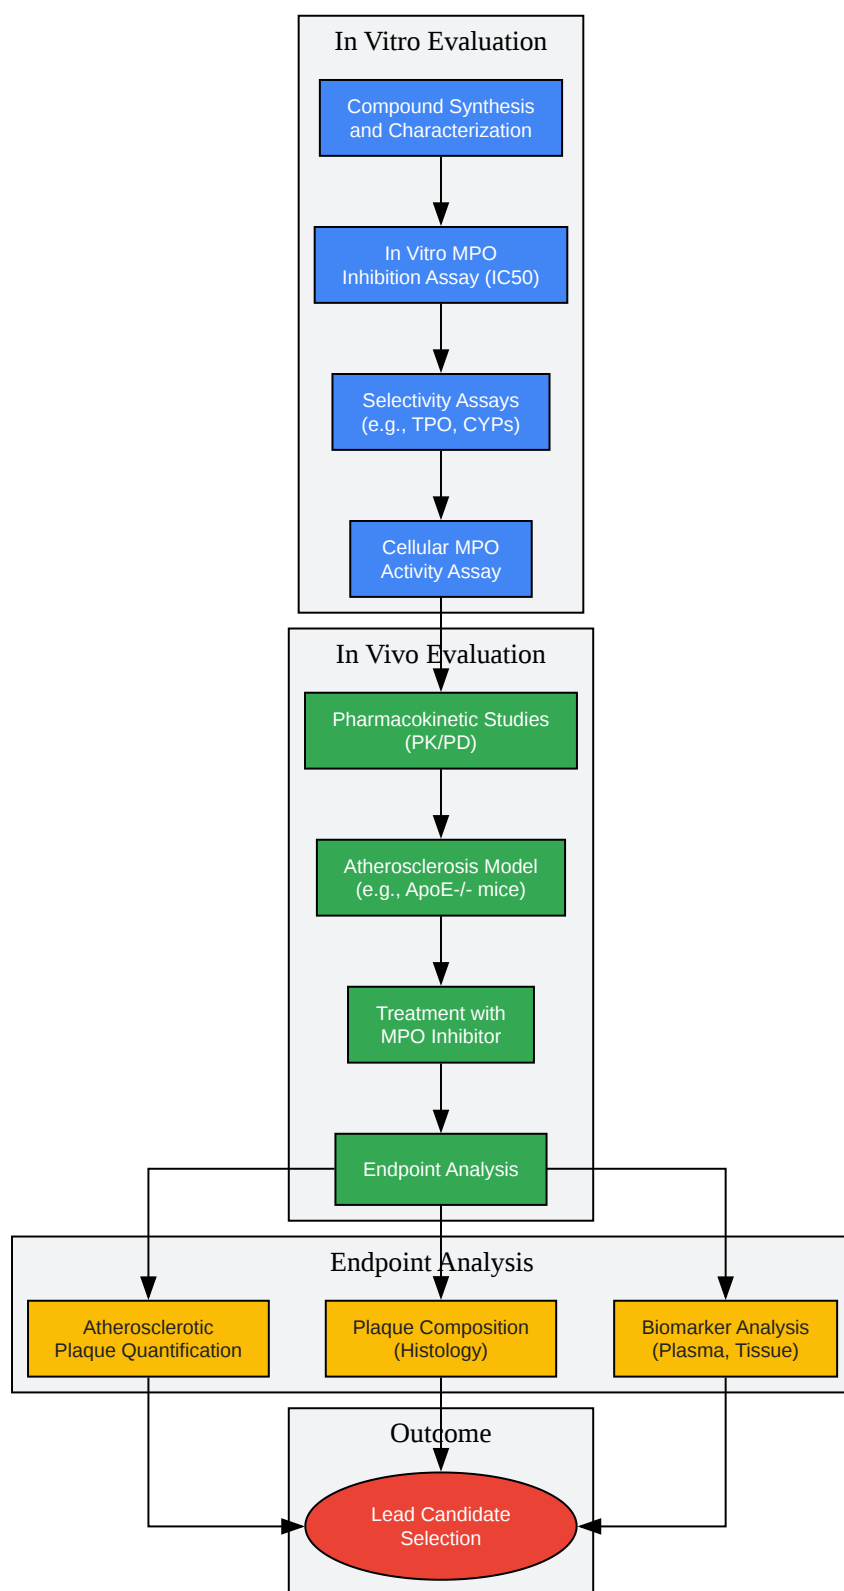 In Vitro Evaluation
Compound Synthesis
and Characterization
In Vitro MPO
Inhibition Assay (IC50)
Selectivity Assays
(e.g., TPO, CYPs)
Cellular MPO
Activity Assay
In Vivo Evaluation
Pharmacokinetic Studies
(PK/PD)
Atherosclerosis Model
(e.g., ApoE-/- mice)
Treatment with
MPO Inhibitor
Endpoint Analysis
Endpoint Analysis
Atherosclerotic
Plaque Quantification
Plaque Composition
(Histology)
Biomarker Analysis
(Plasma, Tissue)
Outcome
Lead Candidate
Selection